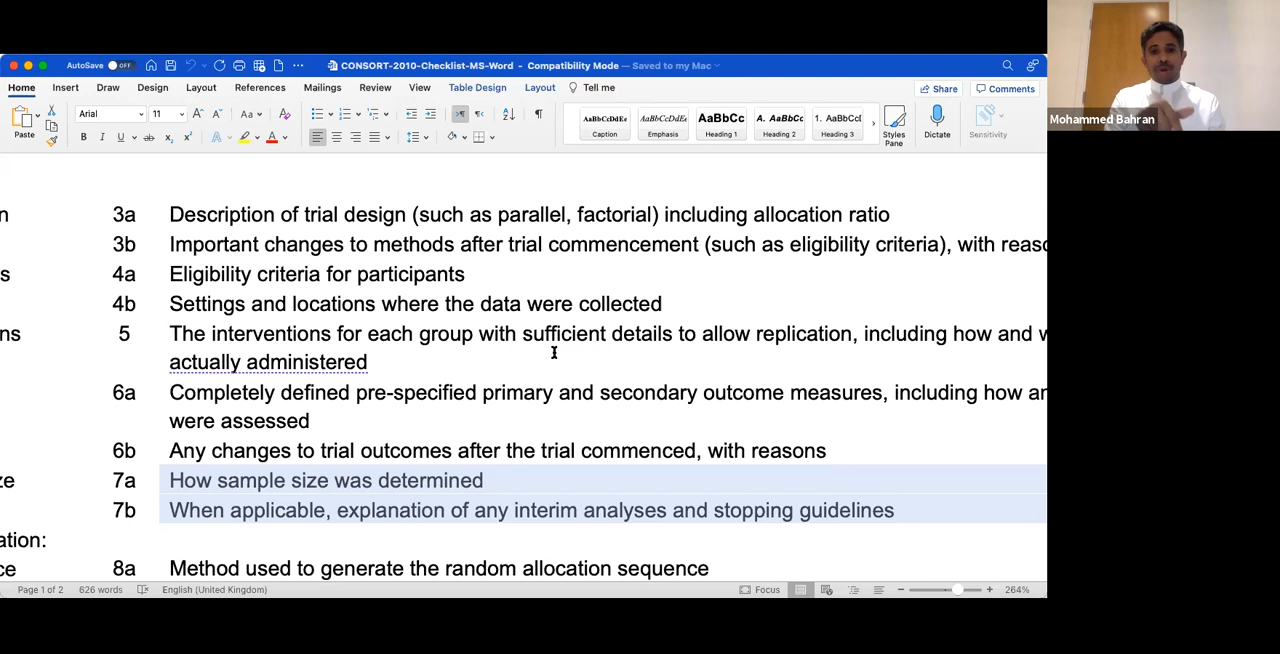 AutoSave OFF
CONSORT-2010-Checklist-MS-Word - Compatibility Mode — Saved to my Mac
Home Insert Draw Design Layout References Mailings Review View Table Design Layout Tell me
Share Comments
Paste
Arial 11
AaBbCcDdEe AaBbCcDdEe AaBbCc A. AaBbCc 1. AaBbCcI
Caption Emphasis Heading 1 Heading 2 Heading 3
Styles Pane
Dictate
Sensitivity
Mohammed Bahran
n 3a Description of trial design (such as parallel, factorial) including allocation ratio
3b Important changes to methods after trial commencement (such as eligibility criteria), with reaso
s 4a Eligibility criteria for participants
4b Settings and locations where the data were collected
ns 5 The interventions for each group with sufficient details to allow replication, including how and w
actually administered
6a Completely defined pre-specified primary and secondary outcome measures, including how an
were assessed
6b Any changes to trial outcomes after the trial commenced, with reasons
ze 7a How sample size was determined
7b When applicable, explanation of any interim analyses and stopping guidelines
ation:
ce 8a Method used to generate the random allocation sequence
Page 1 of 2 626 words English (United Kingdom) Focus 264%